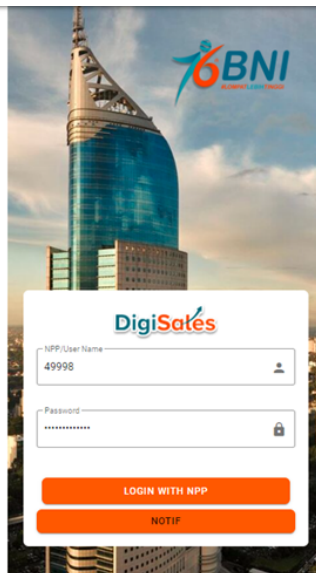 76 BNI
DigiSales
NPP/User Name
49998
Password
•••••••••••••
LOGIN WITH NPP
NOTIF